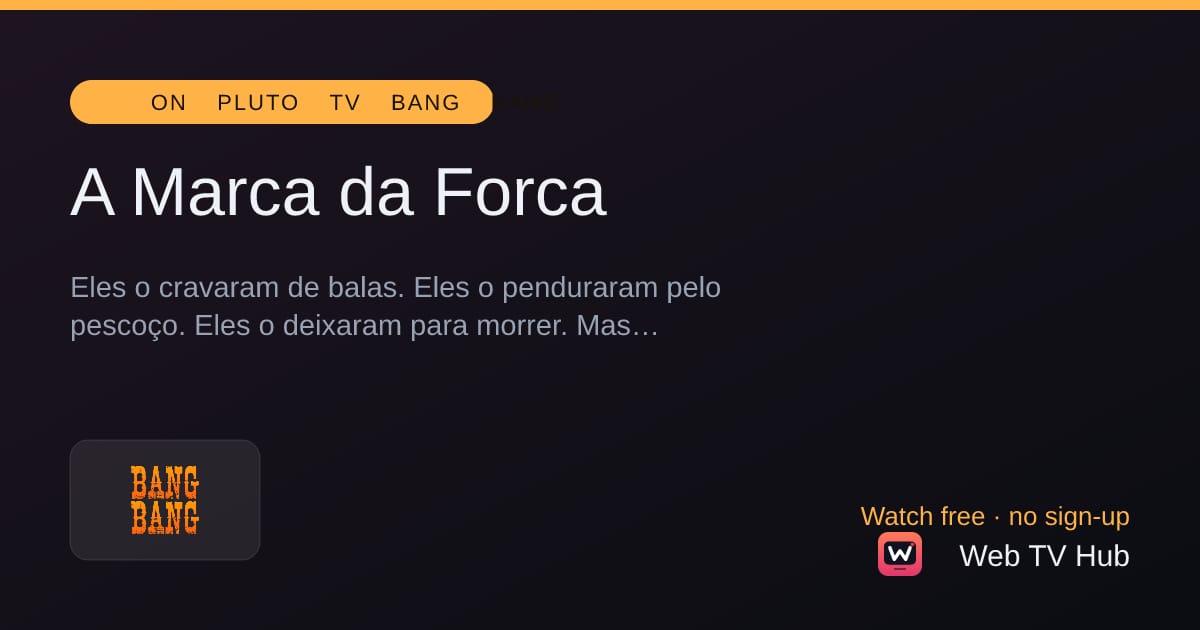 ON PLUTO TV BANG BANG
A Marca da Forca
Eles o cravaram de balas. Eles o penduraram pelo
pescoço. Eles o deixaram para morrer. Mas…
BANG
BANG
Watch free · no sign-up
Web TV Hub